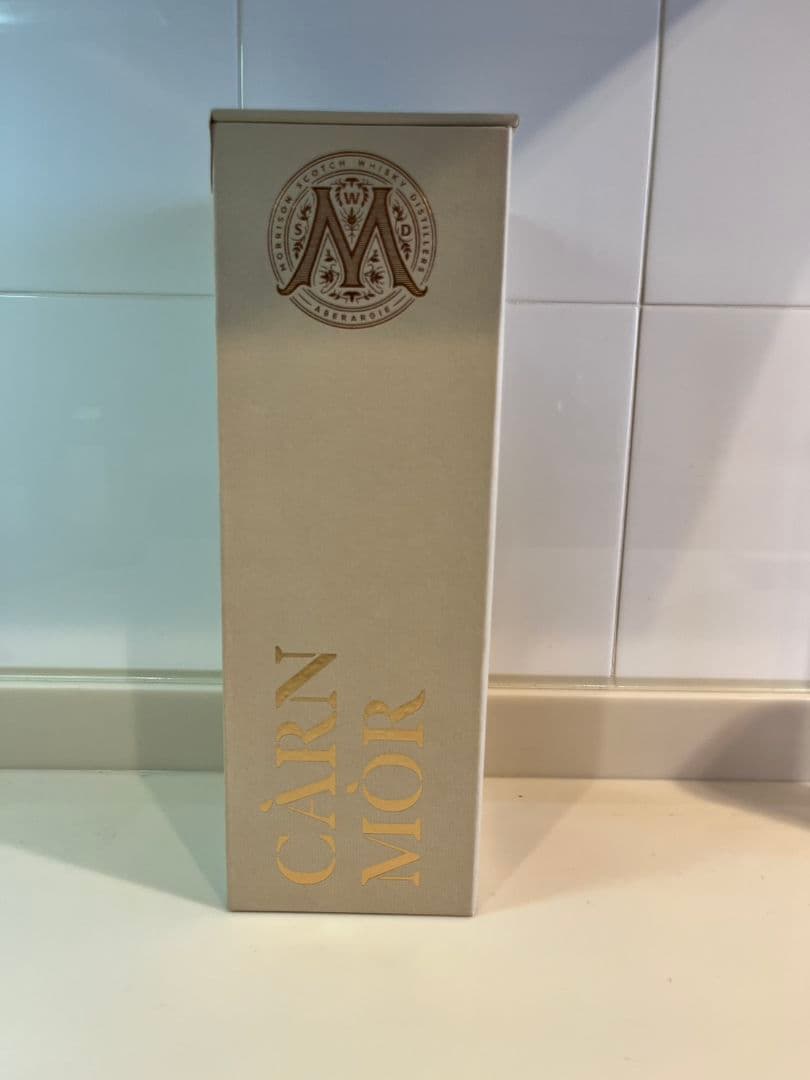 MORRISON SCOTCH WHISKY DISTILLERS
W
S M D
ABERARGIE
CÀRN
MÒR